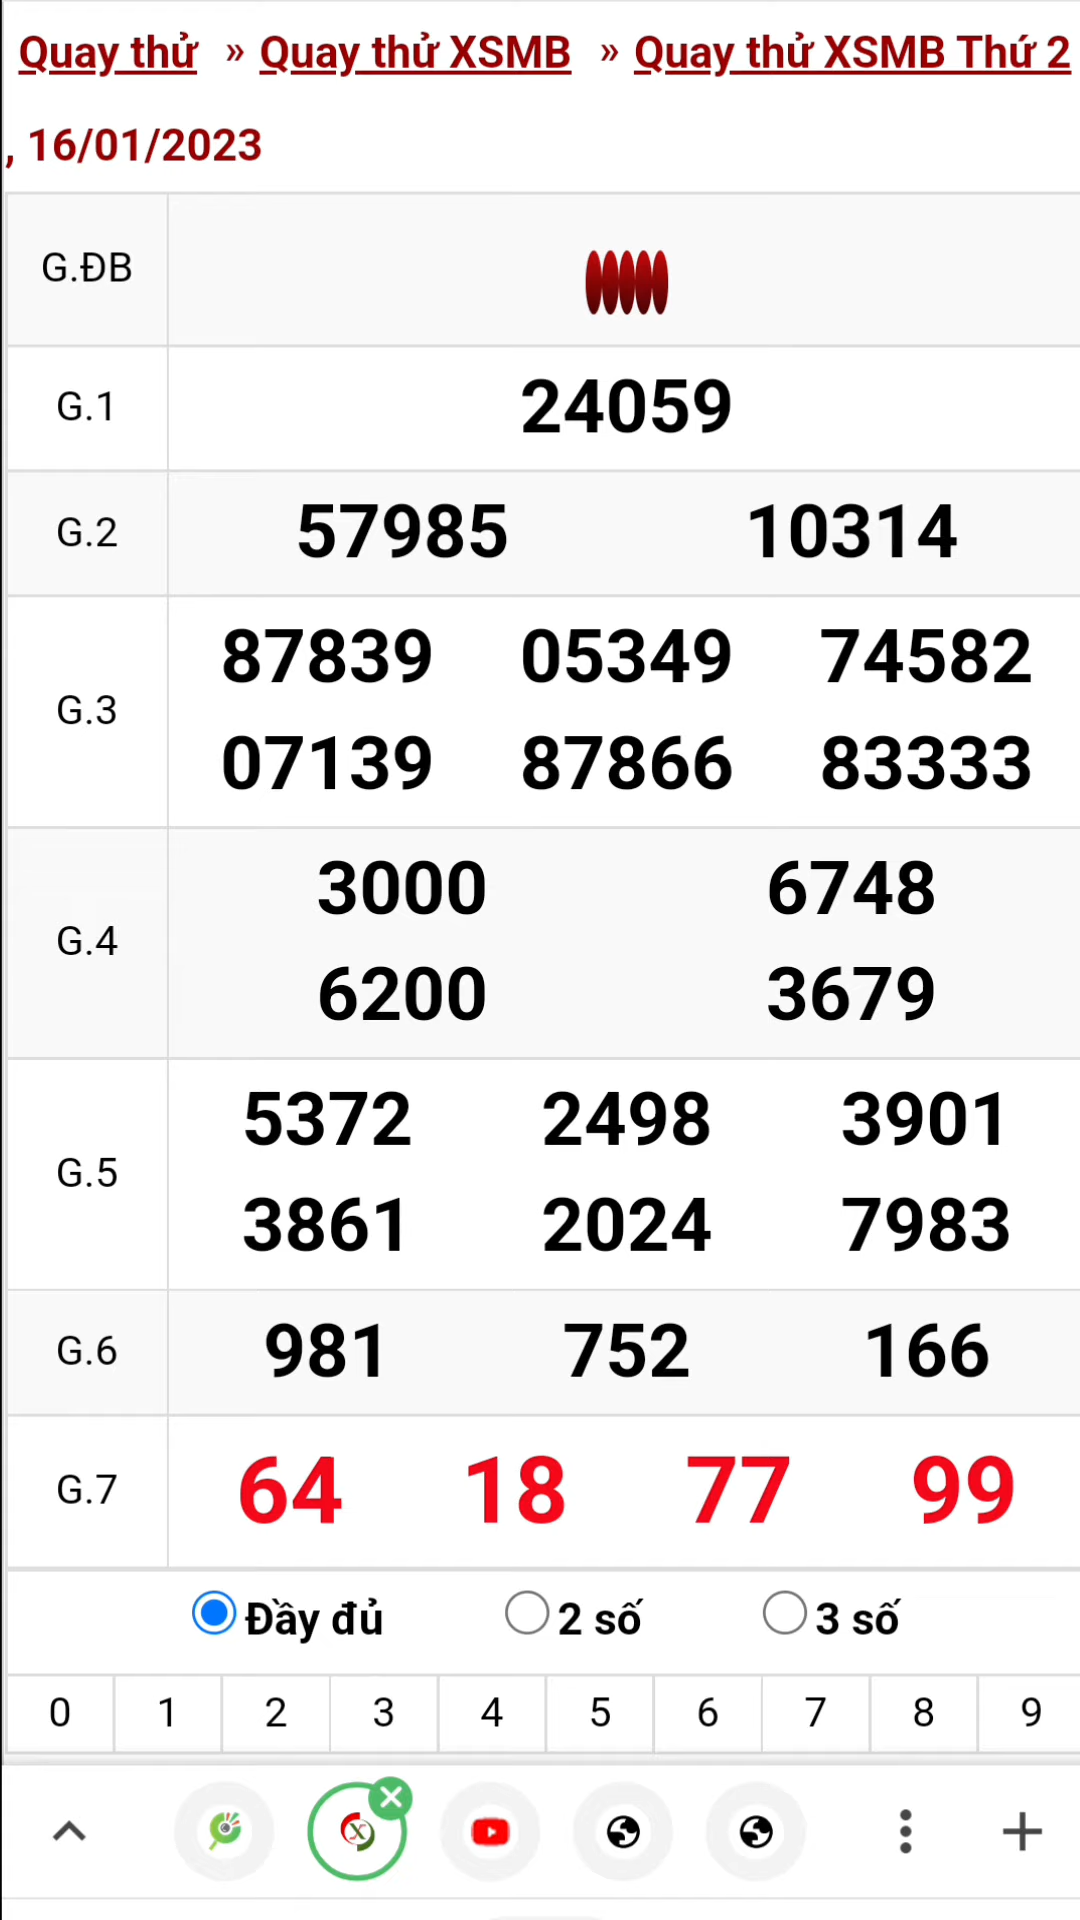 Quay thử » Quay thử XSMB » Quay thử XSMB Thứ 2
, 16/01/2023
G.ĐB
G.1 24059
G.2 57985 10314
87839 05349 74582
G.3
07139 87866 83333
3000 6748
G.4
6200 3679
5372 2498 3901
G.5
3861 2024 7983
G.6 981 752 166
G.7 64 18 77 99
Đầy đủ 2 số 3 số
0 1 2 3 4 5 6 7 8 9